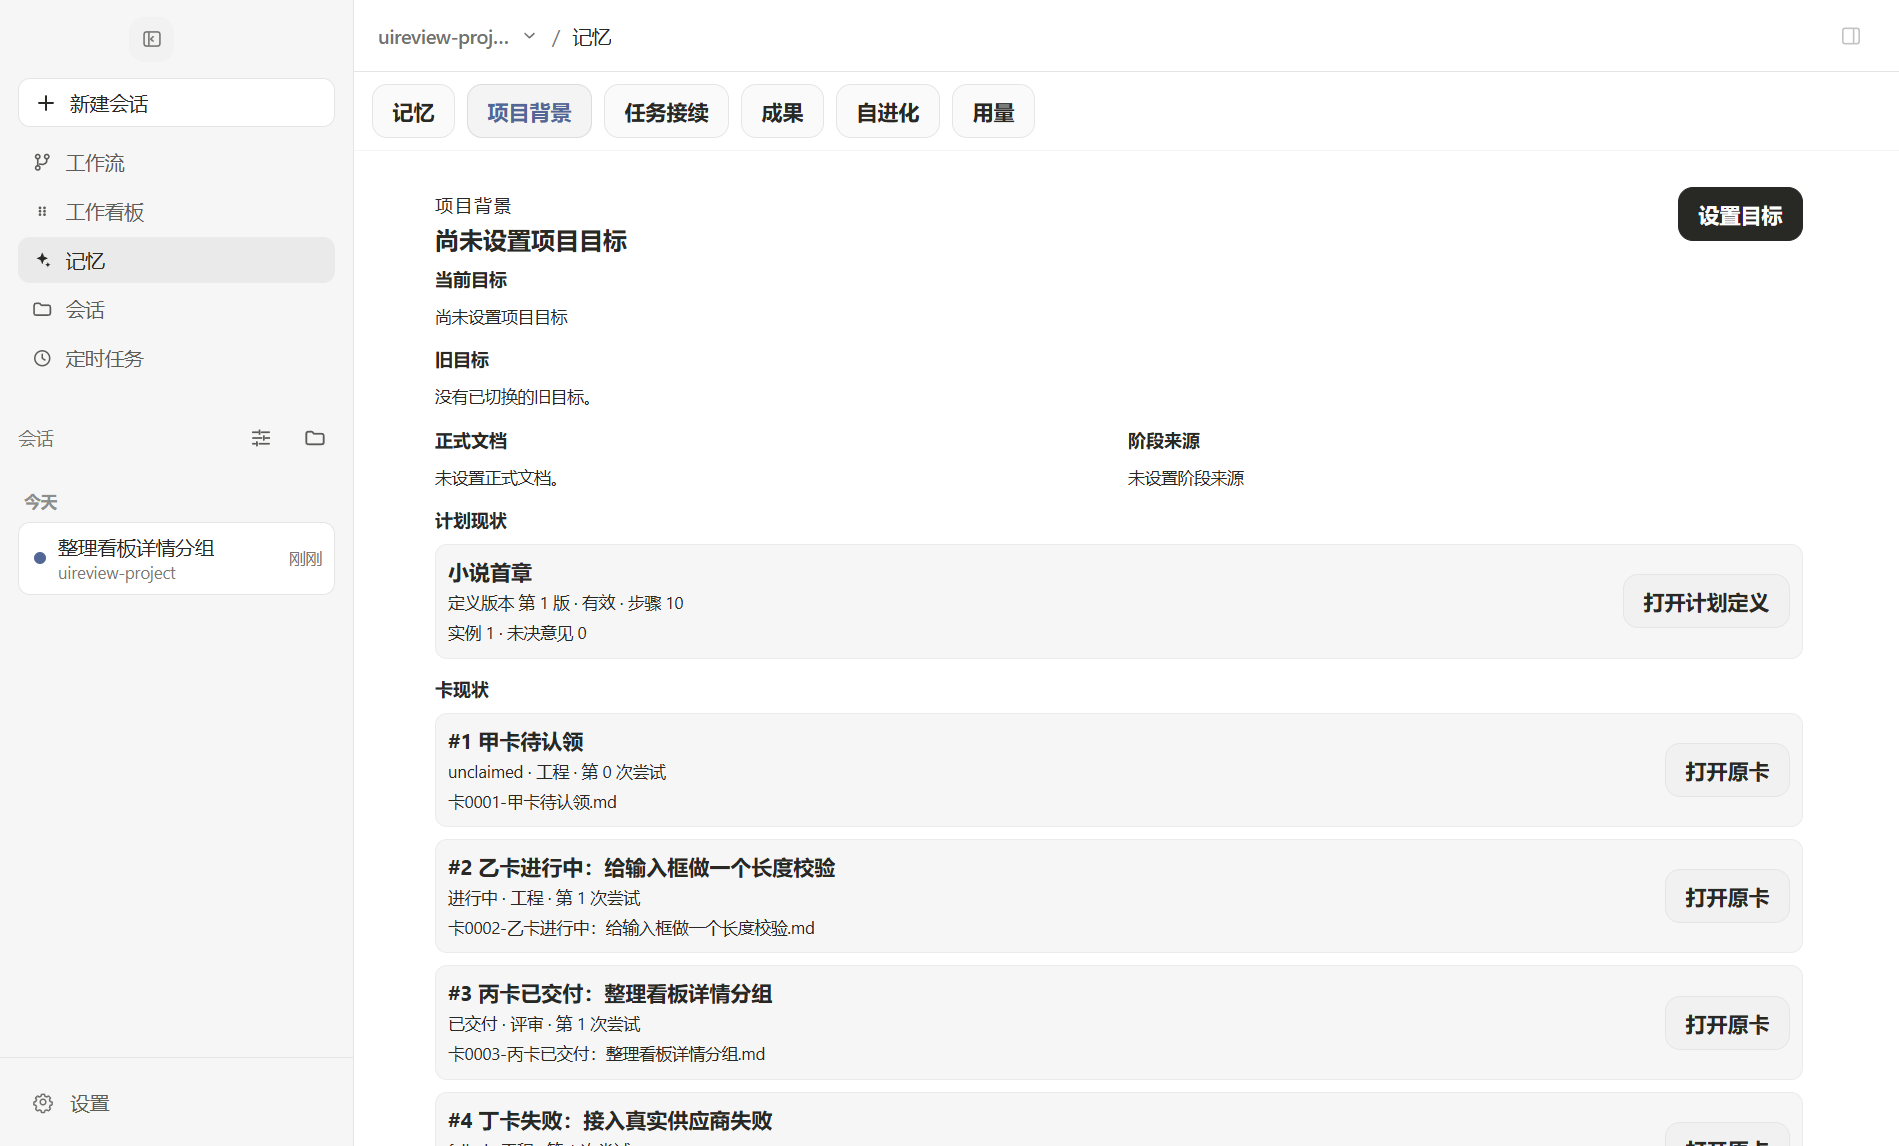 新建会话
工作流
工作看板
记忆
会话
定时任务
会话
今天
整理看板详情分组
uireview-project
刚刚
设置
uireview-proj... / 记忆
记忆
项目背景
任务接续
成果
自进化
用量
项目背景
尚未设置项目目标
设置目标
当前目标
尚未设置项目目标
旧目标
没有已切换的旧目标。
正式文档
未设置正式文档。
阶段来源
未设置阶段来源
计划现状
小说首章
定义版本 第 1 版 · 有效 · 步骤 10
实例 1 · 未决意见 0
打开计划定义
卡现状
#1 甲卡待认领
unclaimed · 工程 · 第 0 次尝试
卡0001-甲卡待认领.md
打开原卡
#2 乙卡进行中：给输入框做一个长度校验
进行中 · 工程 · 第 1 次尝试
卡0002-乙卡进行中：给输入框做一个长度校验.md
打开原卡
#3 丙卡已交付：整理看板详情分组
已交付 · 评审 · 第 1 次尝试
卡0003-丙卡已交付：整理看板详情分组.md
打开原卡
#4 丁卡失败：接入真实供应商失败
打开原卡